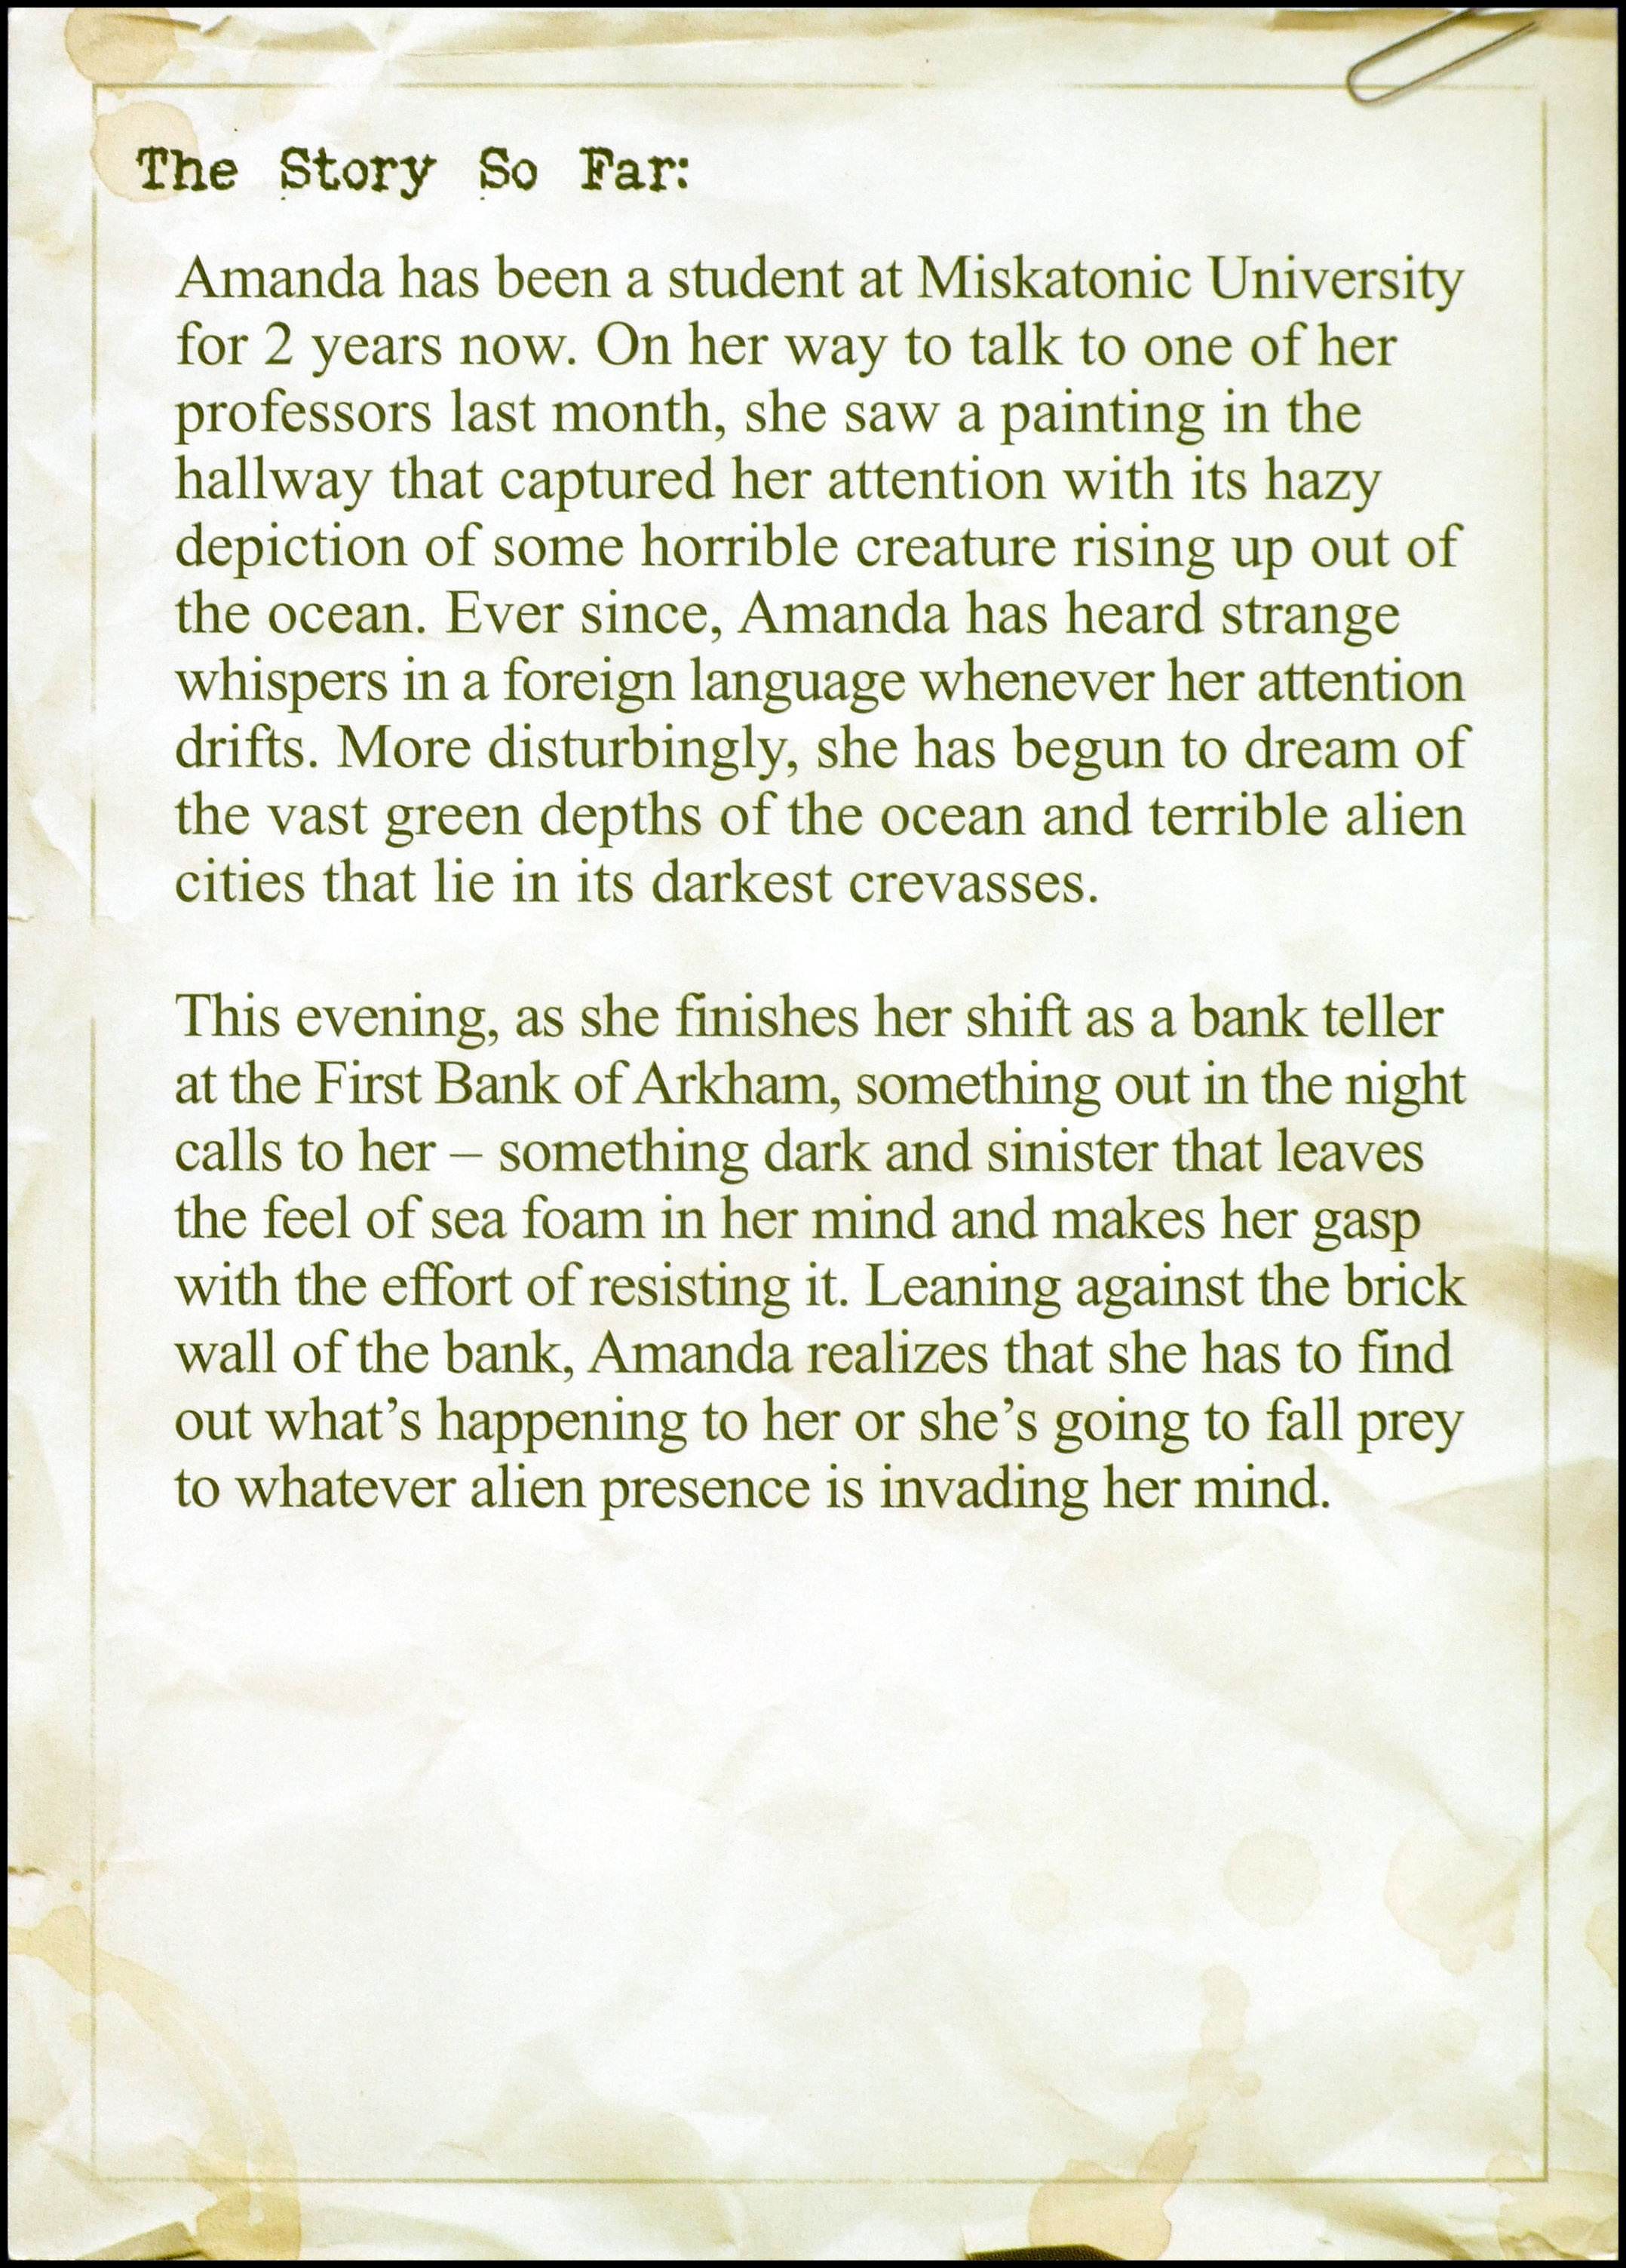 The Story So Far:
Amanda has been a student at Miskatonic University
for 2 years now. On her way to talk to one of her
professors last month, she saw a painting in the
hallway that captured her attention with its hazy
depiction of some horrible creature rising up out of
the ocean. Ever since, Amanda has heard strange
whispers in a foreign language whenever her attention
drifts. More disturbingly, she has begun to dream of
the vast green depths of the ocean and terrible alien
cities that lie in its darkest crevasses.
This evening, as she finishes her shift as a bank teller
at the First Bank of Arkham, something out in the night
calls to her – something dark and sinister that leaves
the feel of sea foam in her mind and makes her gasp
with the effort of resisting it. Leaning against the brick
wall of the bank, Amanda realizes that she has to find
out what’s happening to her or she’s going to fall prey
to whatever alien presence is invading her mind.